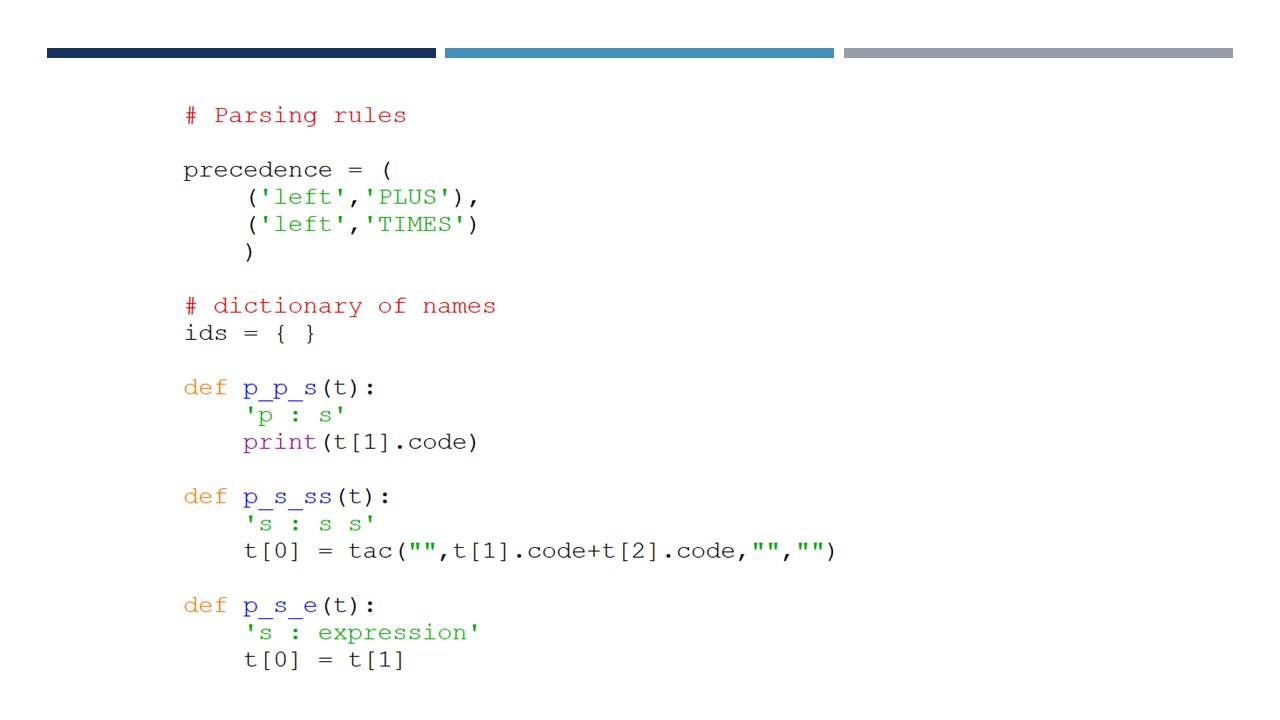 # Parsing rules
precedence = (
    ('left','PLUS'),
    ('left','TIMES')
    )
# dictionary of names
ids = { }
def p_p_s(t):
    'p : s'
    print(t[1].code)
def p_s_ss(t):
    's : s s'
    t[0] = tac("",t[1].code+t[2].code,"","")
def p_s_e(t):
    's : expression'
    t[0] = t[1]